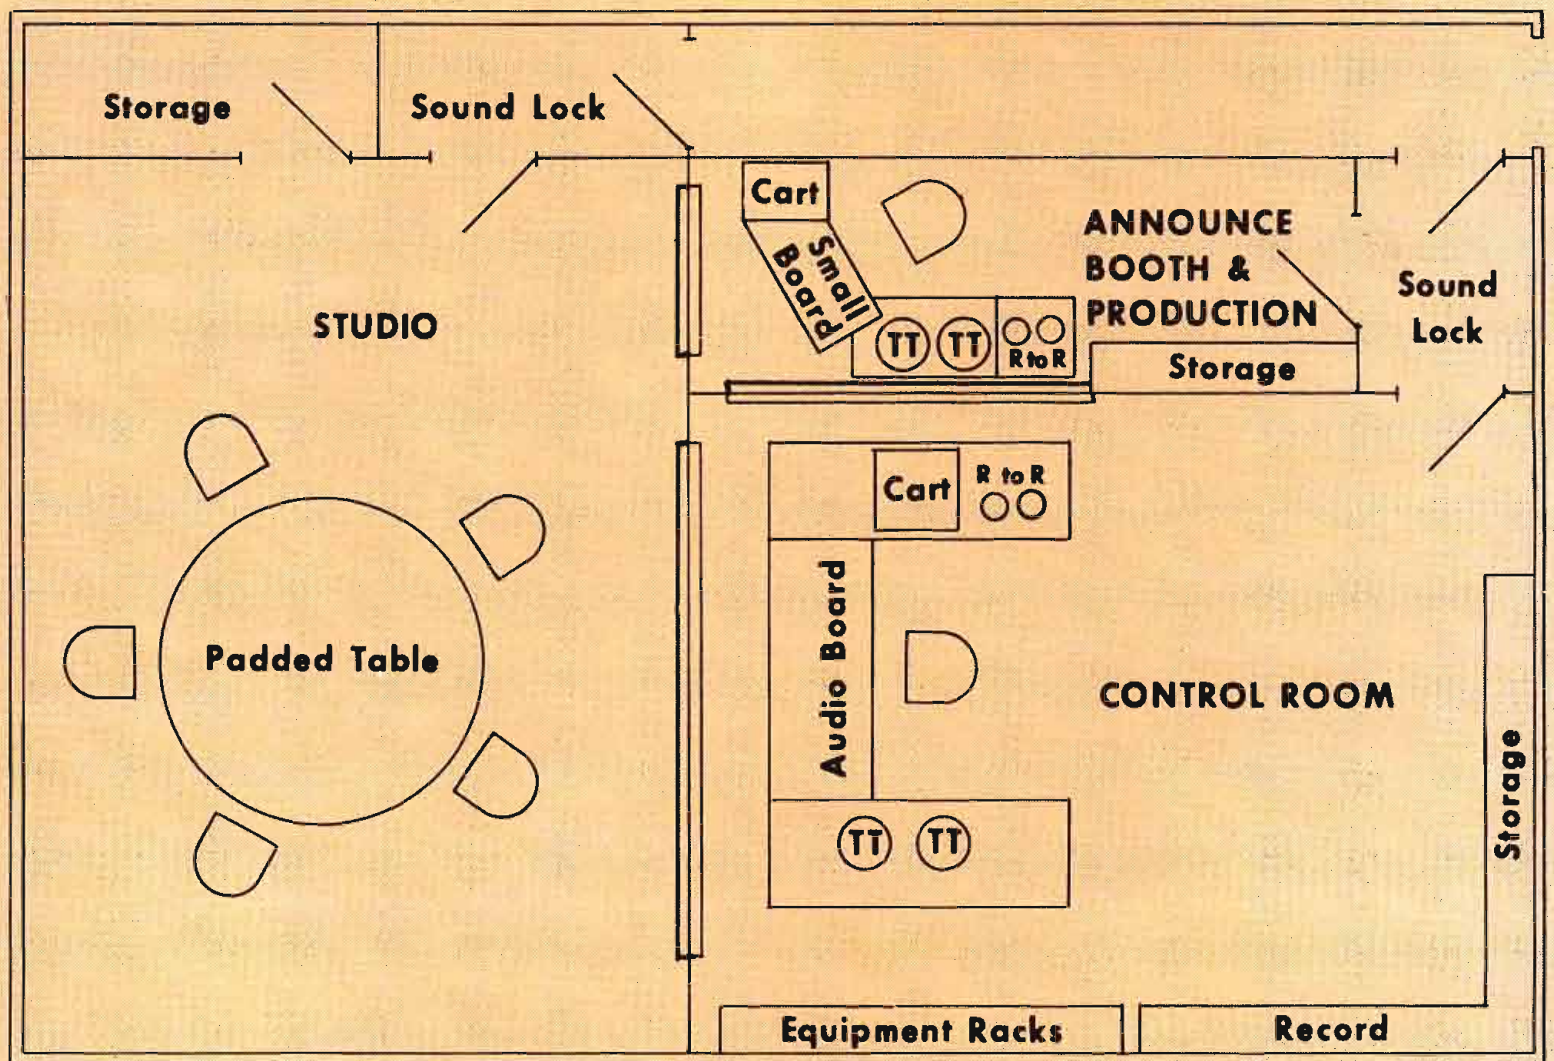 Storage
Sound Lock
STUDIO
Padded Table
Cart
Small
Board
TT
TT
R to R
ANNOUNCE
BOOTH &
PRODUCTION
Storage
Sound
Lock
Cart
R to R
Audio Board
TT
TT
CONTROL ROOM
Storage
Equipment Racks
Record